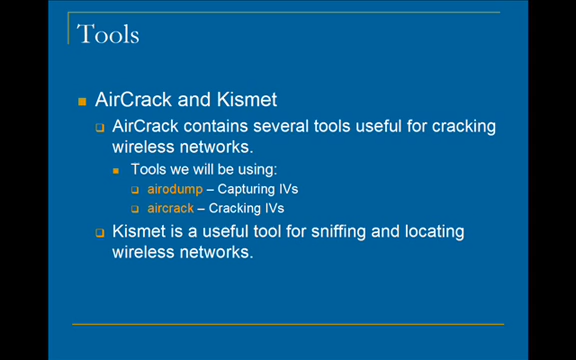 Tools
AirCrack and Kismet
AirCrack contains several tools useful for cracking
wireless networks.
Tools we will be using:
airodump – Capturing IVs
aircrack – Cracking IVs
Kismet is a useful tool for sniffing and locating
wireless networks.